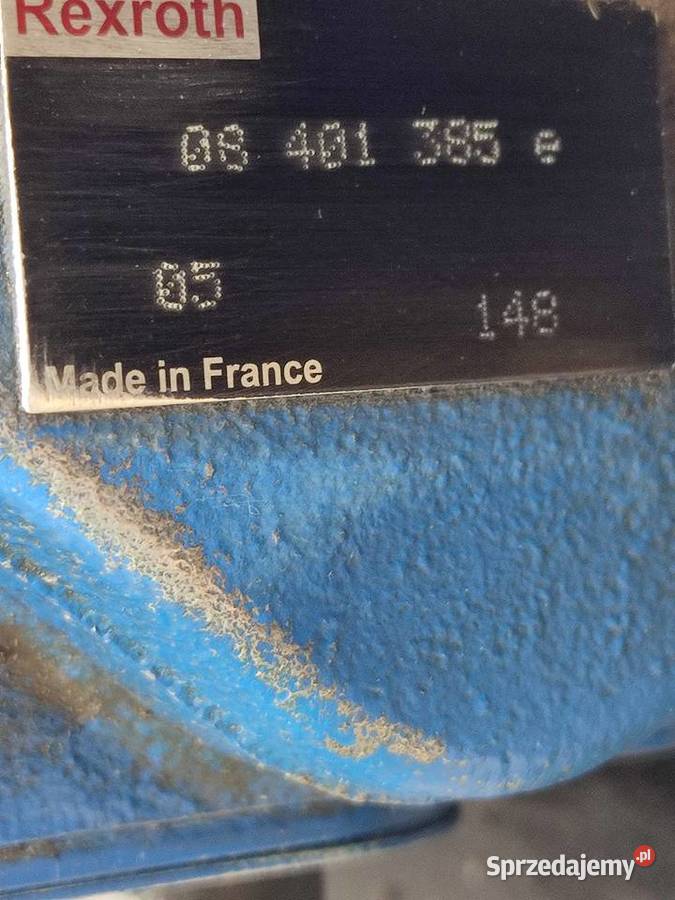 Rexroth
08 401 385 e
05
148
Made in France
Sprzedajemy.pl